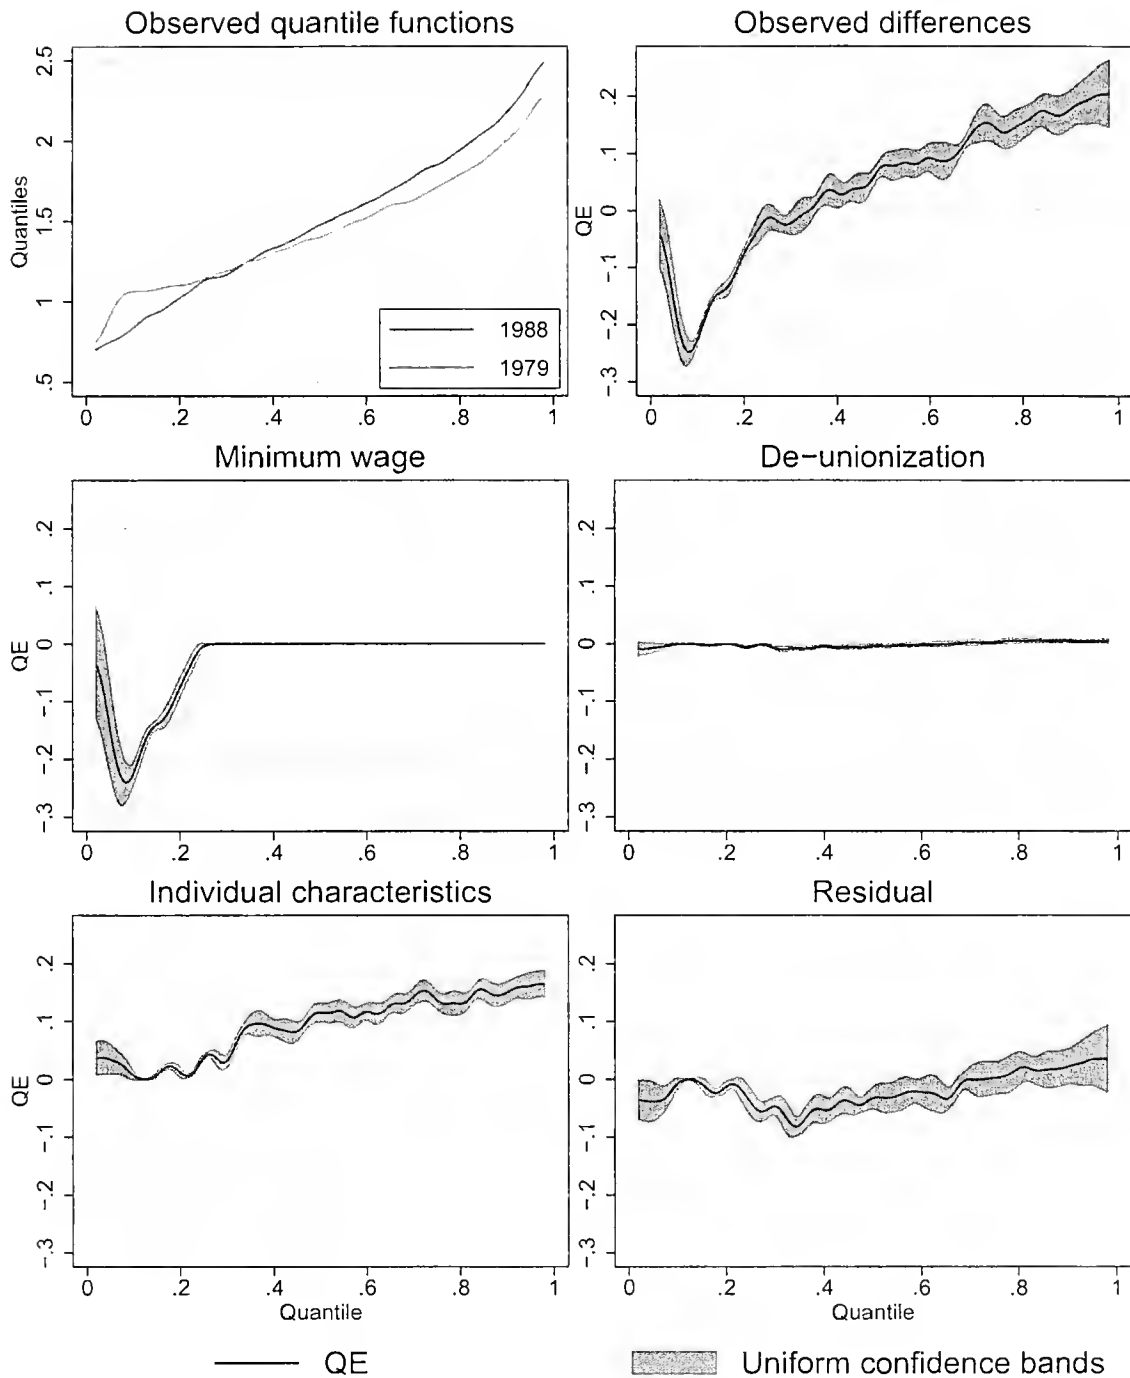 Observed quantile functions
Quantiles
.5 1 1.5 2 2.5
1988
1979
0 .2 .4 .6 .8 1
Observed differences
QE
-.3 -.2 -.1 0 .1 .2
0 .2 .4 .6 .8 1
Minimum wage
QE
-.3 -.2 -.1 0 .1 .2
0 .2 .4 .6 .8 1
De-unionization
-.3 -.2 -.1 0 .1 .2
0 .2 .4 .6 .8 1
Individual characteristics
QE
-.3 -.2 -.1 0 .1 .2
0 .2 .4 .6 .8 1
Quantile
Residual
-.3 -.2 -.1 0 .1 .2
0 .2 .4 .6 .8 1
Quantile
QE
Uniform confidence bands